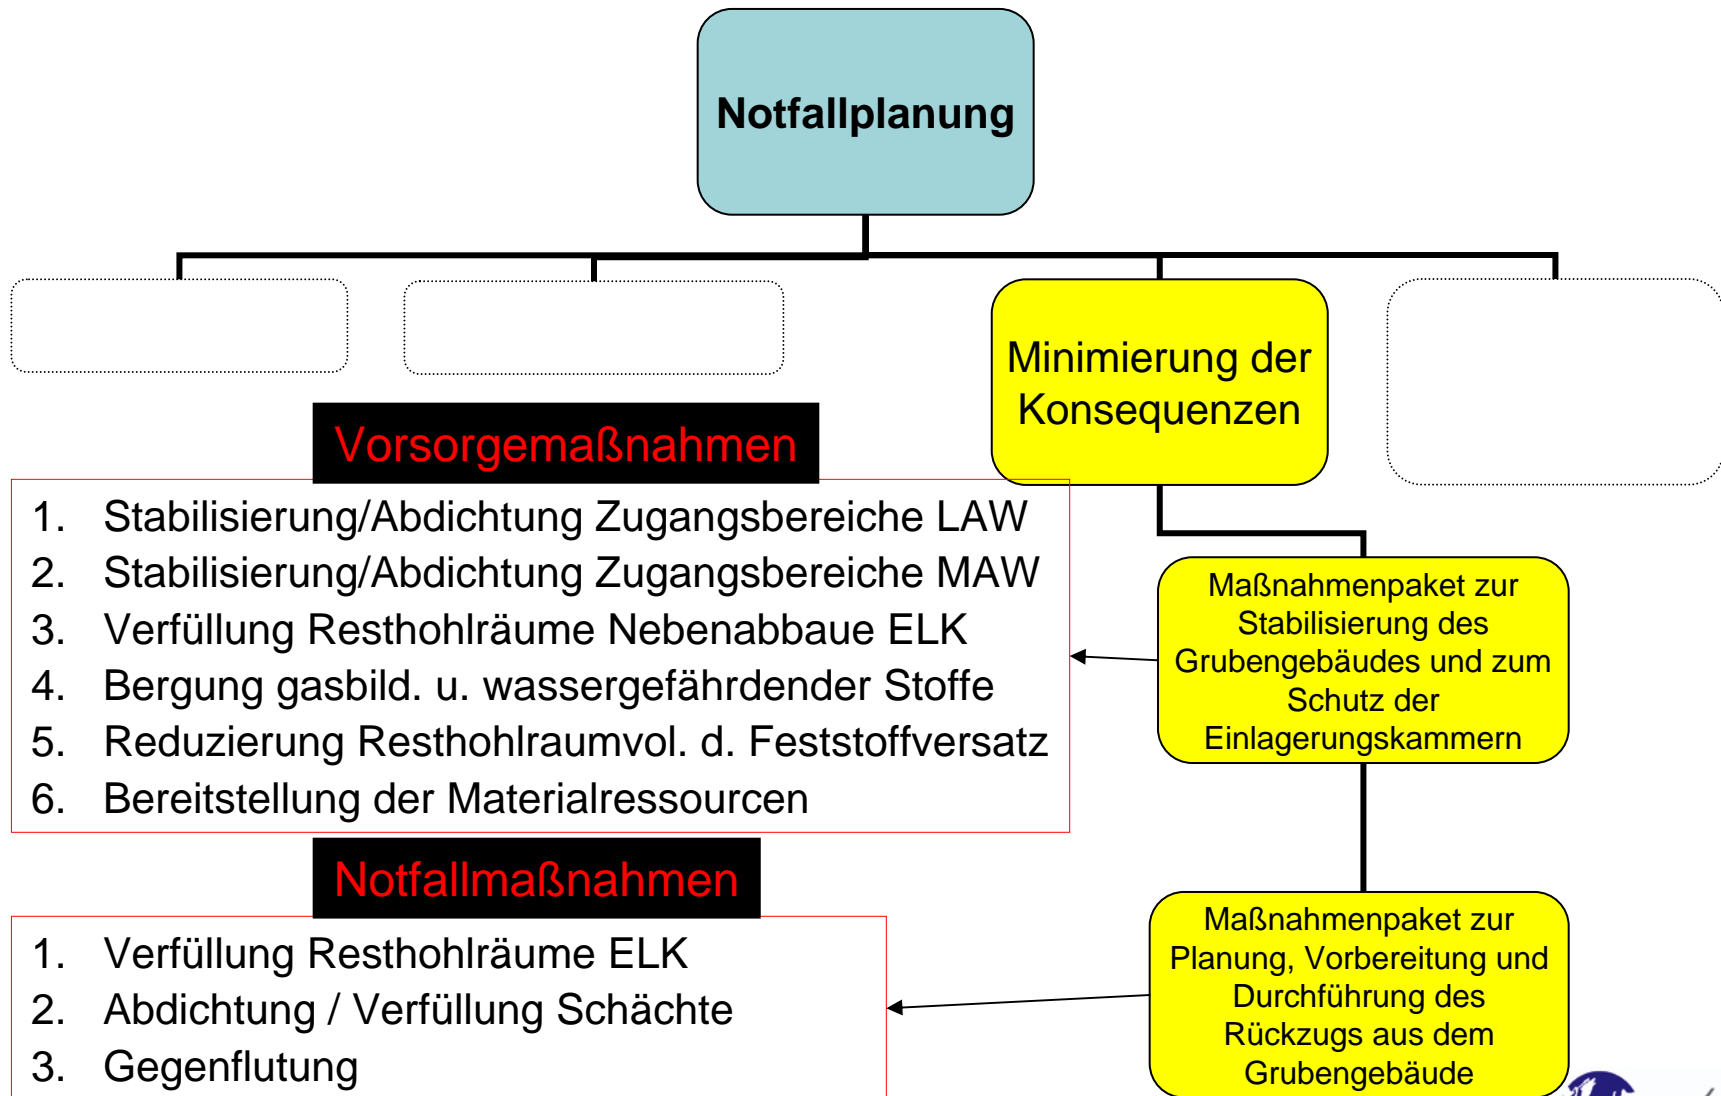 Notfallplanung
Minimierung der
Konsequenzen
Vorsorgemaßnahmen
1. Stabilisierung/Abdichtung Zugangsbereiche LAW
2. Stabilisierung/Abdichtung Zugangsbereiche MAW
3. Verfüllung Resthohlräume Nebenabbaue ELK
4. Bergung gasbild. u. wassergefährdender Stoffe
5. Reduzierung Resthohlraumvol. d. Feststoffversatz
6. Bereitstellung der Materialressourcen
Maßnahmenpaket zur
Stabilisierung des
Grubengebäudes und zum
Schutz der
Einlagerungskammern
Notfallmaßnahmen
1. Verfüllung Resthohlräume ELK
2. Abdichtung / Verfüllung Schächte
3. Gegenflutung
Maßnahmenpaket zur
Planung, Vorbereitung und
Durchführung des
Rückzugs aus dem
Grubengebäude